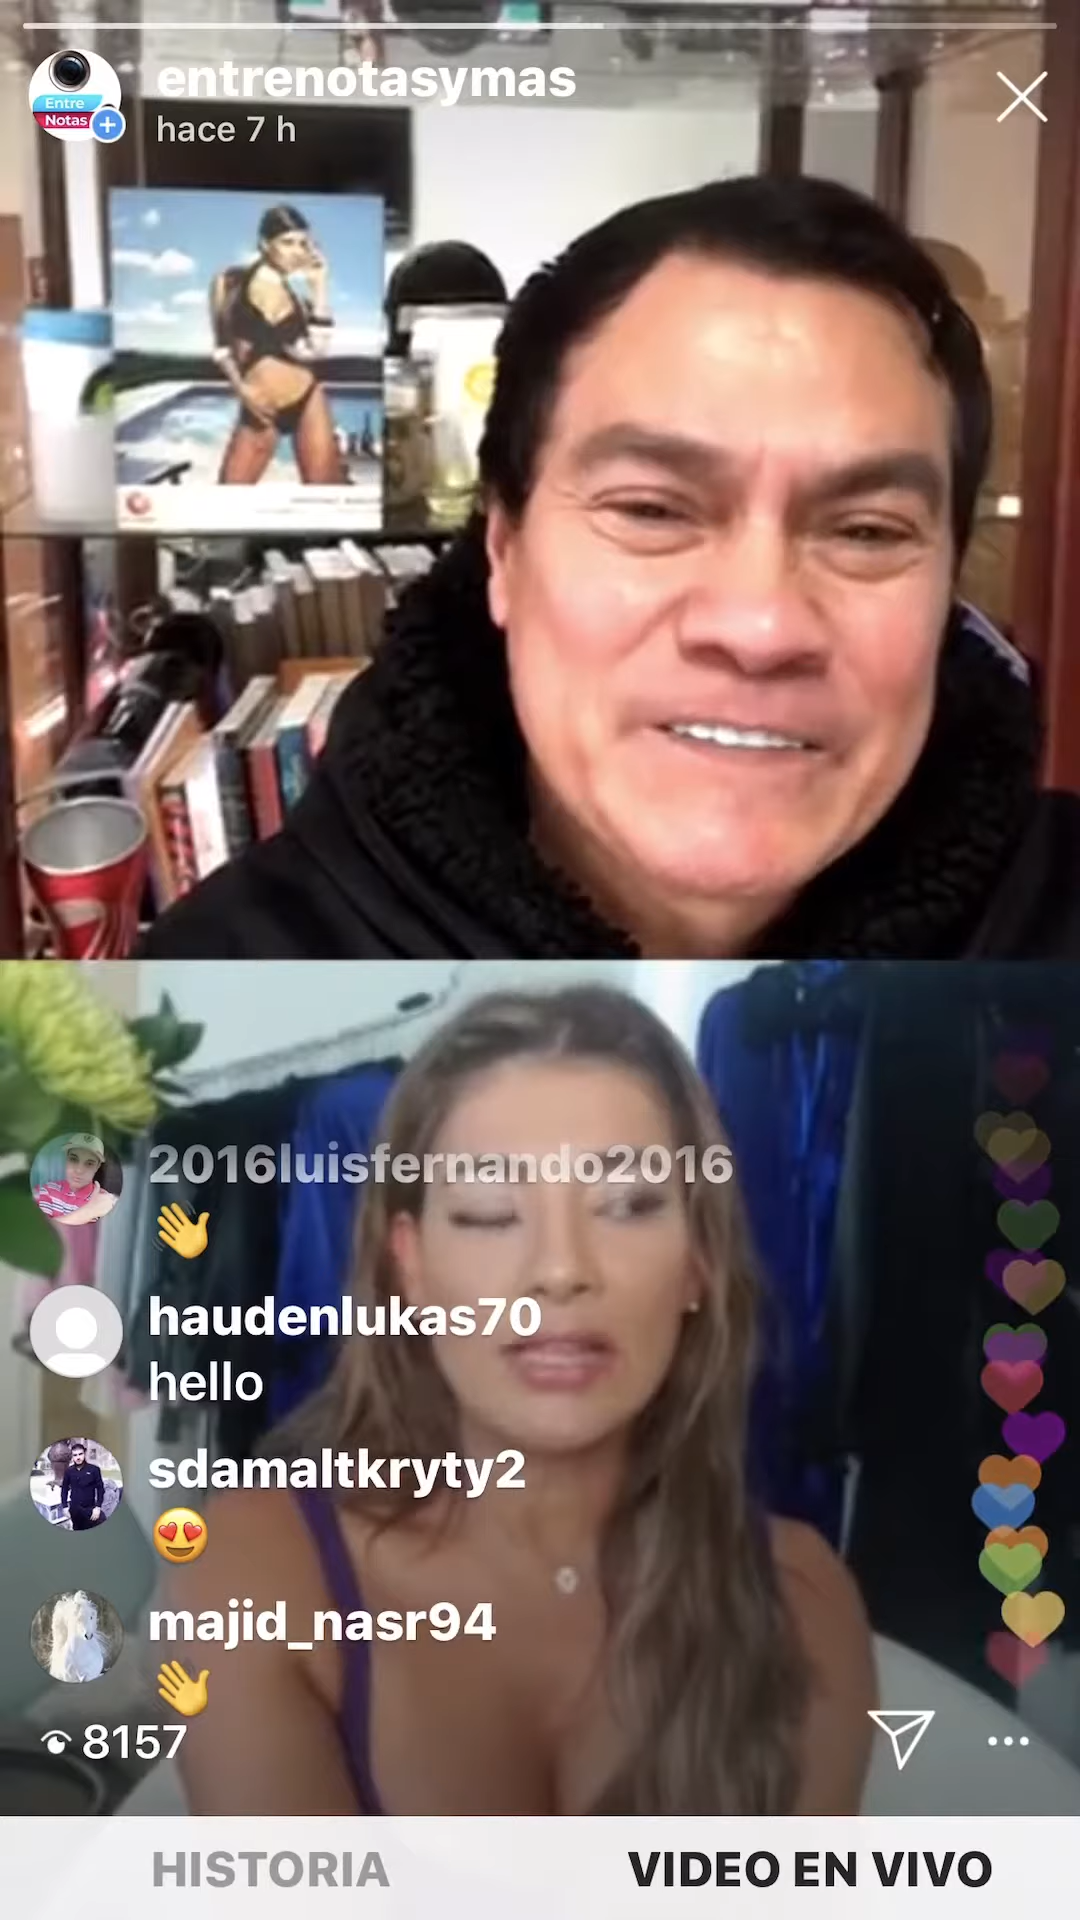 entrenotasymas
hace 7 h
Entre
Notas
2016luisfernando2016
👋
haudenlukas70
hello
sdamaltkryty2
😍
majid_nasr94
👋
8157
HISTORIA
VIDEO EN VIVO